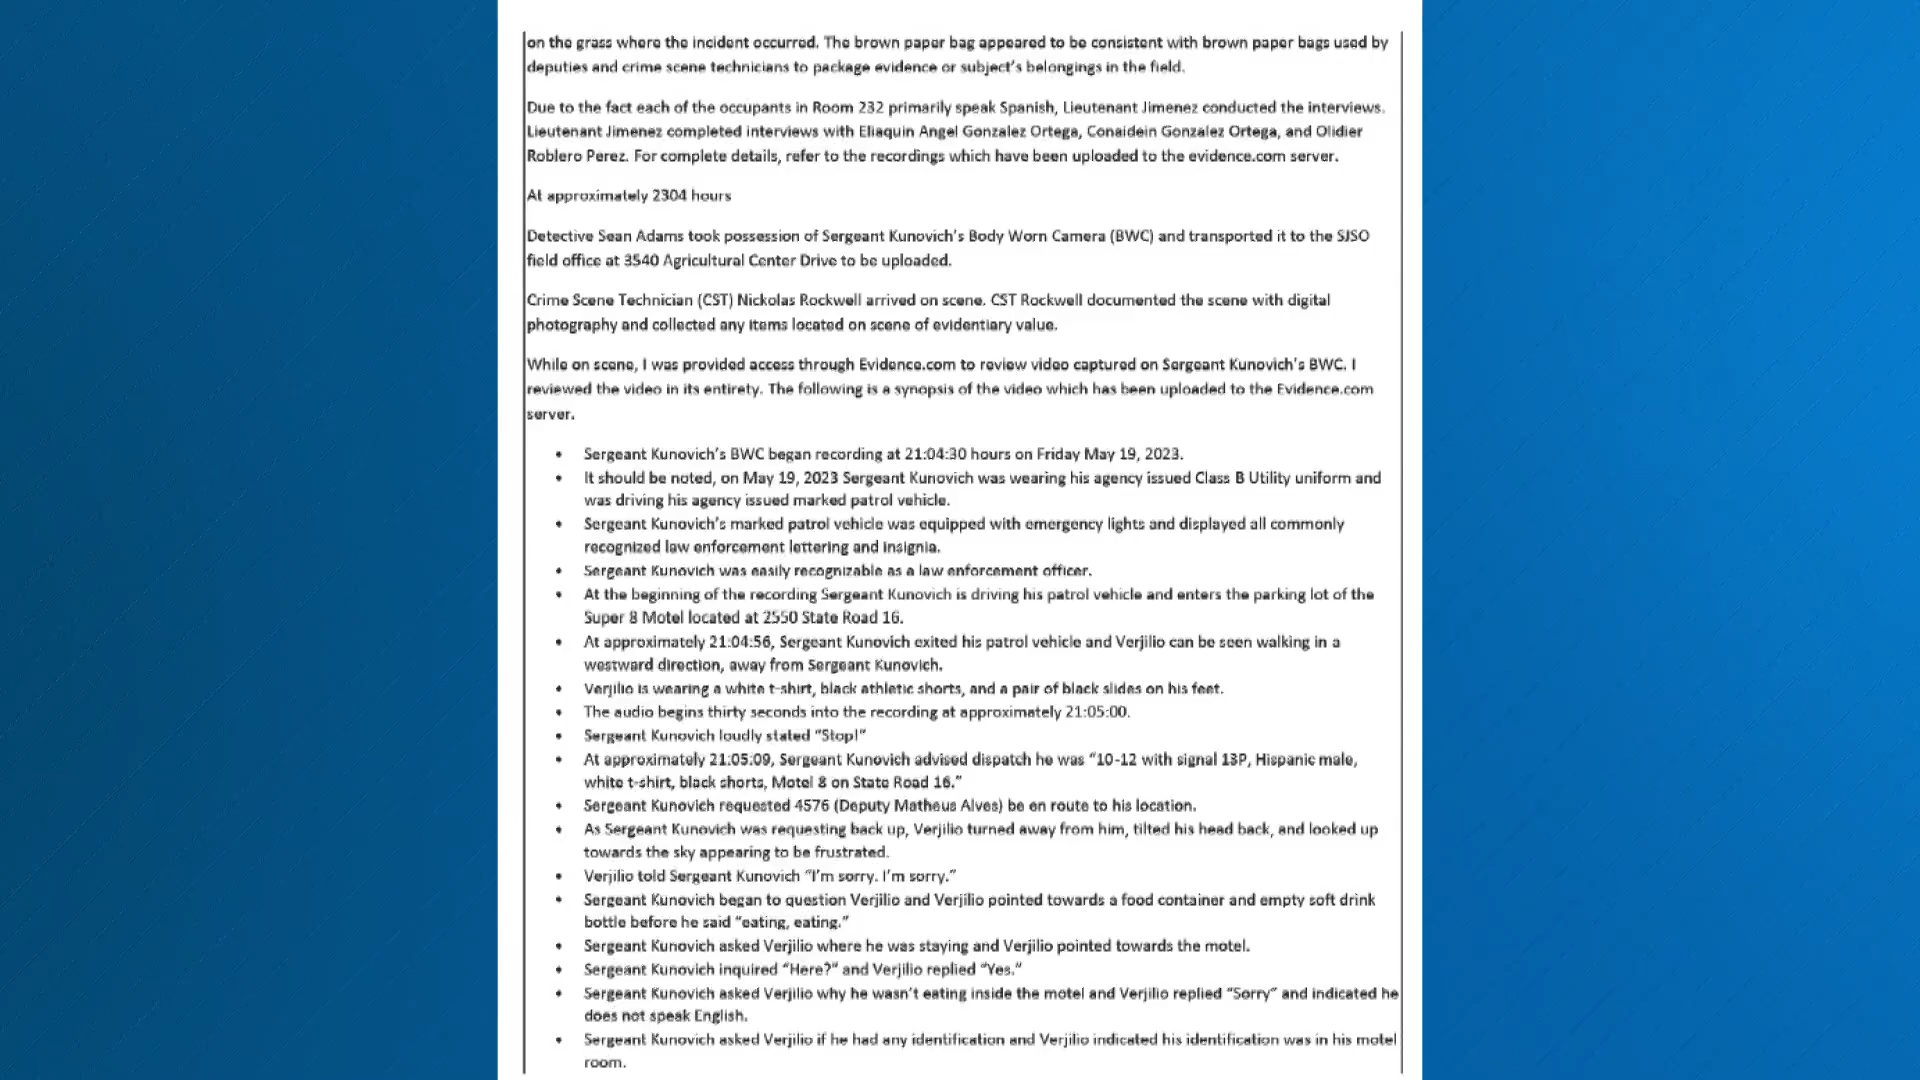 on the grass where the incident occurred. The brown paper bag appeared to be consistent with brown paper bags used by
deputies and crime scene technicians to package evidence or subject's belongings in the field.
Due to the fact each of the occupants in Room 232 primarily speak Spanish, Lieutenant Jimenez conducted the interviews.
Lieutenant Jimenez completed interviews with Eliaquin Angel Gonzalez Ortega, Conaidein Gonzalez Ortega, and Olidier
Roblero Perez. For complete details, refer to the recordings which have been uploaded to the evidence.com server.
At approximately 2304 hours
Detective Sean Adams took possession of Sergeant Kunovich's Body Worn Camera (BWC) and transported it to the SJSO
field office at 3540 Agricultural Center Drive to be uploaded.
Crime Scene Technician (CST) Nickolas Rockwell arrived on scene. CST Rockwell documented the scene with digital
photography and collected any items located on scene of evidentiary value.
While on scene, I was provided access through Evidence.com to review video captured on Sergeant Kunovich's BWC. I
reviewed the video in its entirety. The following is a synopsis of the video which has been uploaded to the Evidence.com
server.
• Sergeant Kunovich's BWC began recording at 21:04:30 hours on Friday May 19, 2023.
• It should be noted, on May 19, 2023 Sergeant Kunovich was wearing his agency issued Class B Utility uniform and
was driving his agency issued marked patrol vehicle.
• Sergeant Kunovich's marked patrol vehicle was equipped with emergency lights and displayed all commonly
recognized law enforcement lettering and insignia.
• Sergeant Kunovich was easily recognizable as a law enforcement officer.
• At the beginning of the recording Sergeant Kunovich is driving his patrol vehicle and enters the parking lot of the
Super 8 Motel located at 2550 State Road 16.
• At approximately 21:04:56, Sergeant Kunovich exited his patrol vehicle and Verjilio can be seen walking in a
westward direction, away from Sergeant Kunovich.
• Verjilio is wearing a white t-shirt, black athletic shorts, and a pair of black slides on his feet.
• The audio begins thirty seconds into the recording at approximately 21:05:00.
• Sergeant Kunovich loudly stated "Stop!"
• At approximately 21:05:09, Sergeant Kunovich advised dispatch he was "10-12 with signal 13P, Hispanic male,
white t-shirt, black shorts, Motel 8 on State Road 16."
• Sergeant Kunovich requested 4576 (Deputy Matheus Alves) be en route to his location.
• As Sergeant Kunovich was requesting back up, Verjilio turned away from him, tilted his head back, and looked up
towards the sky appearing to be frustrated.
• Verjilio told Sergeant Kunovich "I'm sorry. I'm sorry."
• Sergeant Kunovich began to question Verjilio and Verjilio pointed towards a food container and empty soft drink
bottle before he said "eating, eating."
• Sergeant Kunovich asked Verjilio where he was staying and Verjilio pointed towards the motel.
• Sergeant Kunovich inquired "Here?" and Verjilio replied "Yes."
• Sergeant Kunovich asked Verjilio why he wasn't eating inside the motel and Verjilio replied "Sorry" and indicated he
does not speak English.
• Sergeant Kunovich asked Verjilio if he had any identification and Verjilio indicated his identification was in his motel
room.